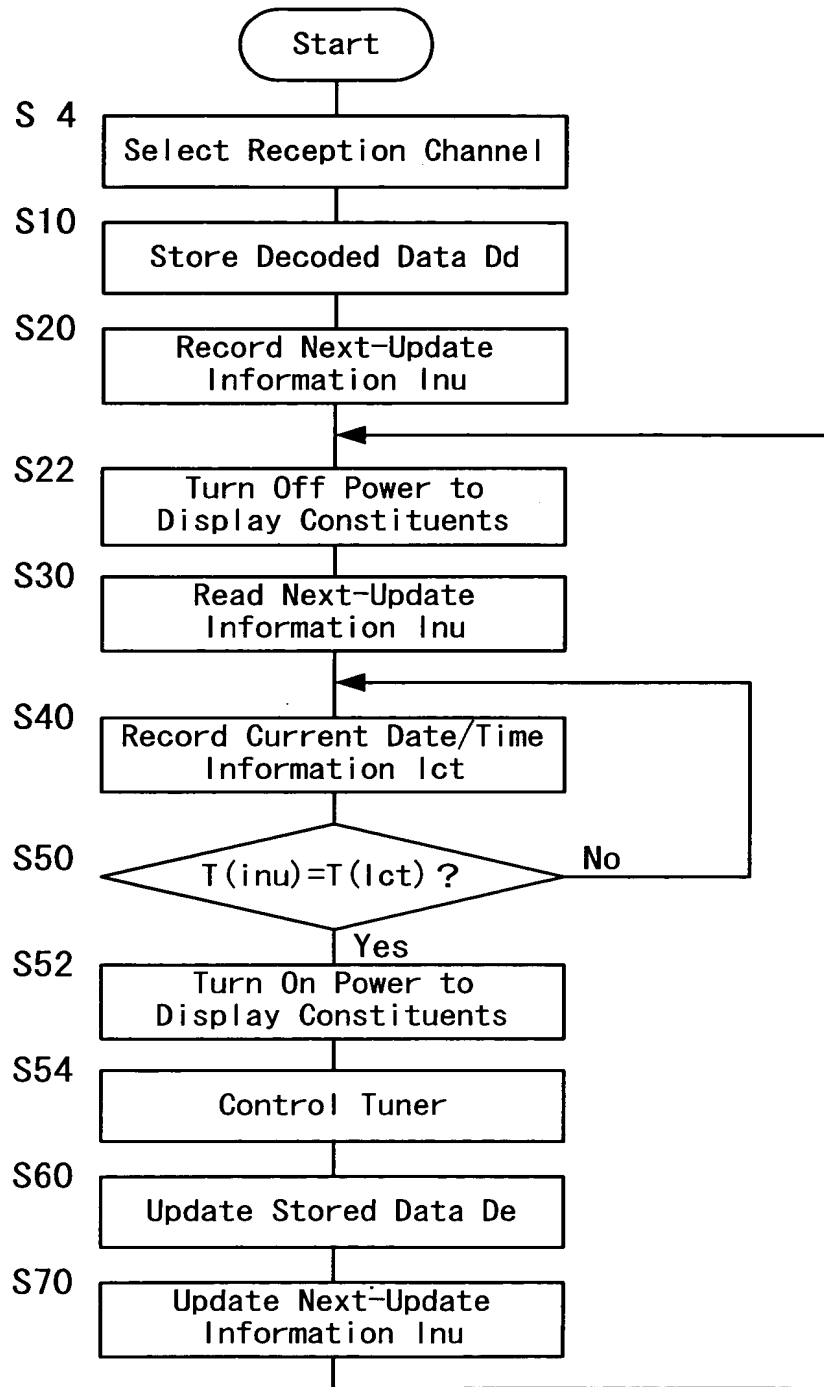 Start
S 4
Select Reception Channel
S10
Store Decoded Data Dd
S20
Record Next-Update
Information Inu
S22
Turn Off Power to
Display Constituents
S30
Read Next-Update
Information Inu
S40
Record Current Date/Time
Information Ict
S50
T(inu)=T(Ict)?
No
Yes
S52
Turn On Power to
Display Constituents
S54
Control Tuner
S60
Update Stored Data De
S70
Update Next-Update
Information Inu